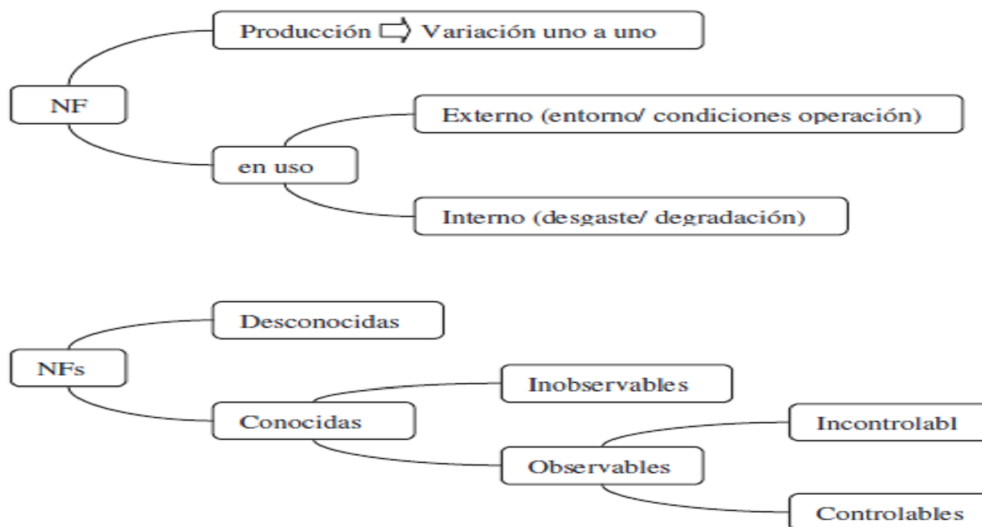 Producción ⇨ Variación uno a uno
NF
Externo (entorno/ condiciones operación)
en uso
Interno (desgaste/ degradación)
Desconocidas
NFs
Inobservables
Conocidas
Incontrolabl
Observables
Controlables